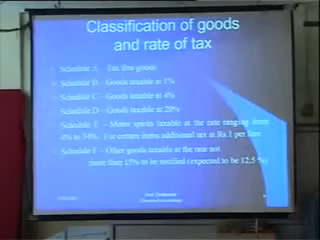 Classification of goods
and rate of tax
Schedule A – Tax free goods
Schedule B – Goods taxable at 1%
Schedule C – Goods taxable at 4%
Schedule D – Goods taxable at 20%
Schedule E – Motor spirits taxable at the rate ranging from
4% to 34%. For certain items additional tax at Rs.1 per litre
Schedule F – Other goods taxable at the rate not
more than 15% to be notified (expected to be 12.5 %)